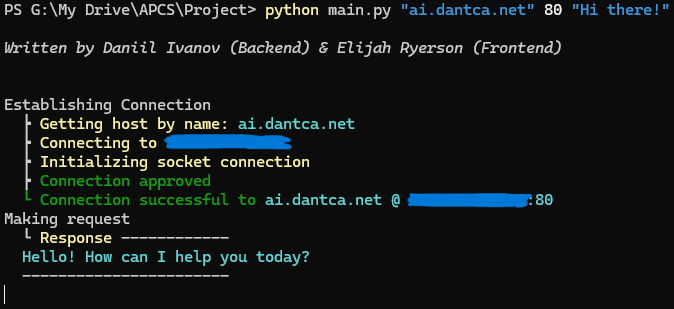 PS G:\My Drive\APCS\Project> python main.py "ai.dantca.net" 80 "Hi there!"
Written by Daniil Ivanov (Backend) & Elijah Ryerson (Frontend)
Establishing Connection
├ Getting host by name: ai.dantca.net
├ Connecting to
├ Initializing socket connection
├ Connection approved
└ Connection successful to ai.dantca.net @ :80
Making request
└ Response ------------
Hello! How can I help you today?
-----------------------